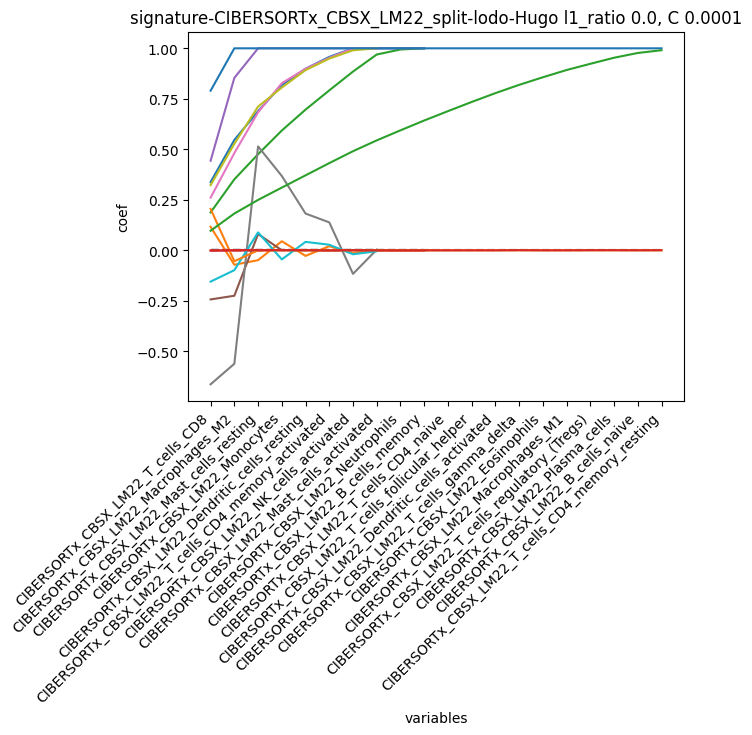 signature-CIBERSORTx_CBSX_LM22_split-lodo-Hugo l1_ratio 0.0, C 0.0001
1.00
0.75
0.50
0.25
0.00
−0.25
−0.50
coef
CIBERSORTx_CBSX_LM22_T_cells_CD8
CIBERSORTx_CBSX_LM22_Macrophages_M2
CIBERSORTx_CBSX_LM22_Mast_cells_resting
CIBERSORTx_CBSX_LM22_Monocytes
CIBERSORTx_CBSX_LM22_Dendritic_cells_resting
CIBERSORTx_CBSX_LM22_T_cells_CD4_memory_activated
CIBERSORTx_CBSX_LM22_NK_cells_activated
CIBERSORTx_CBSX_LM22_Mast_cells_activated
CIBERSORTx_CBSX_LM22_Neutrophils
CIBERSORTx_CBSX_LM22_B_cells_memory
CIBERSORTx_CBSX_LM22_T_cells_CD4_naive
CIBERSORTx_CBSX_LM22_T_cells_follicular_helper
CIBERSORTx_CBSX_LM22_Dendritic_cells_activated
CIBERSORTx_CBSX_LM22_T_cells_gamma_delta
CIBERSORTx_CBSX_LM22_Eosinophils
CIBERSORTx_CBSX_LM22_Macrophages_M1
CIBERSORTx_CBSX_LM22_T_cells_regulatory_(Tregs)
CIBERSORTx_CBSX_LM22_Plasma_cells
CIBERSORTx_CBSX_LM22_B_cells_naive
CIBERSORTx_CBSX_LM22_T_cells_CD4_memory_resting
variables